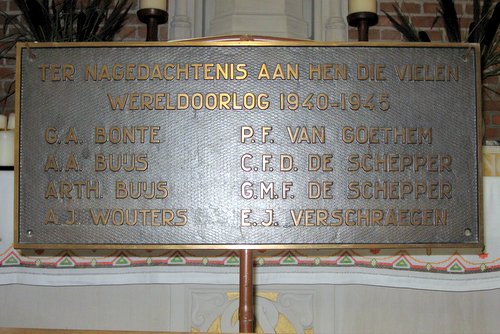 TER NAGEDACHTENIS AAN HEN DIE VIELEN
WERELDOORLOG 1940-1945
C.A. BONTE
A.A. BUIJS
ARTH. BUIJS
A.J. WOUTERS
P.F. VAN GOETHEM
C.F.D. DE SCHEPPER
G.M.F. DE SCHEPPER
E.J. VERSCHRAEGEN